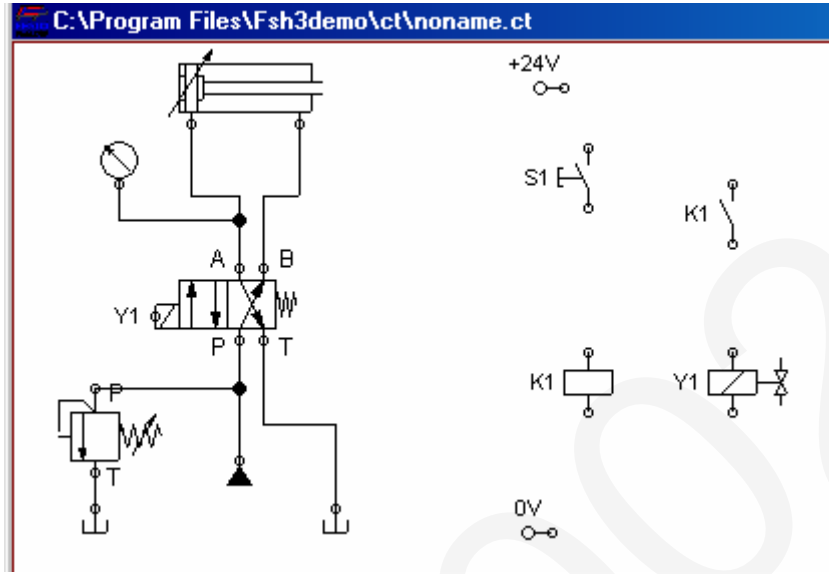 C:\Program Files\Fsh3demo\ct\noname.ct
+24V
S1
K1
A B
Y1
P T
K1 Y1
P
T
0V